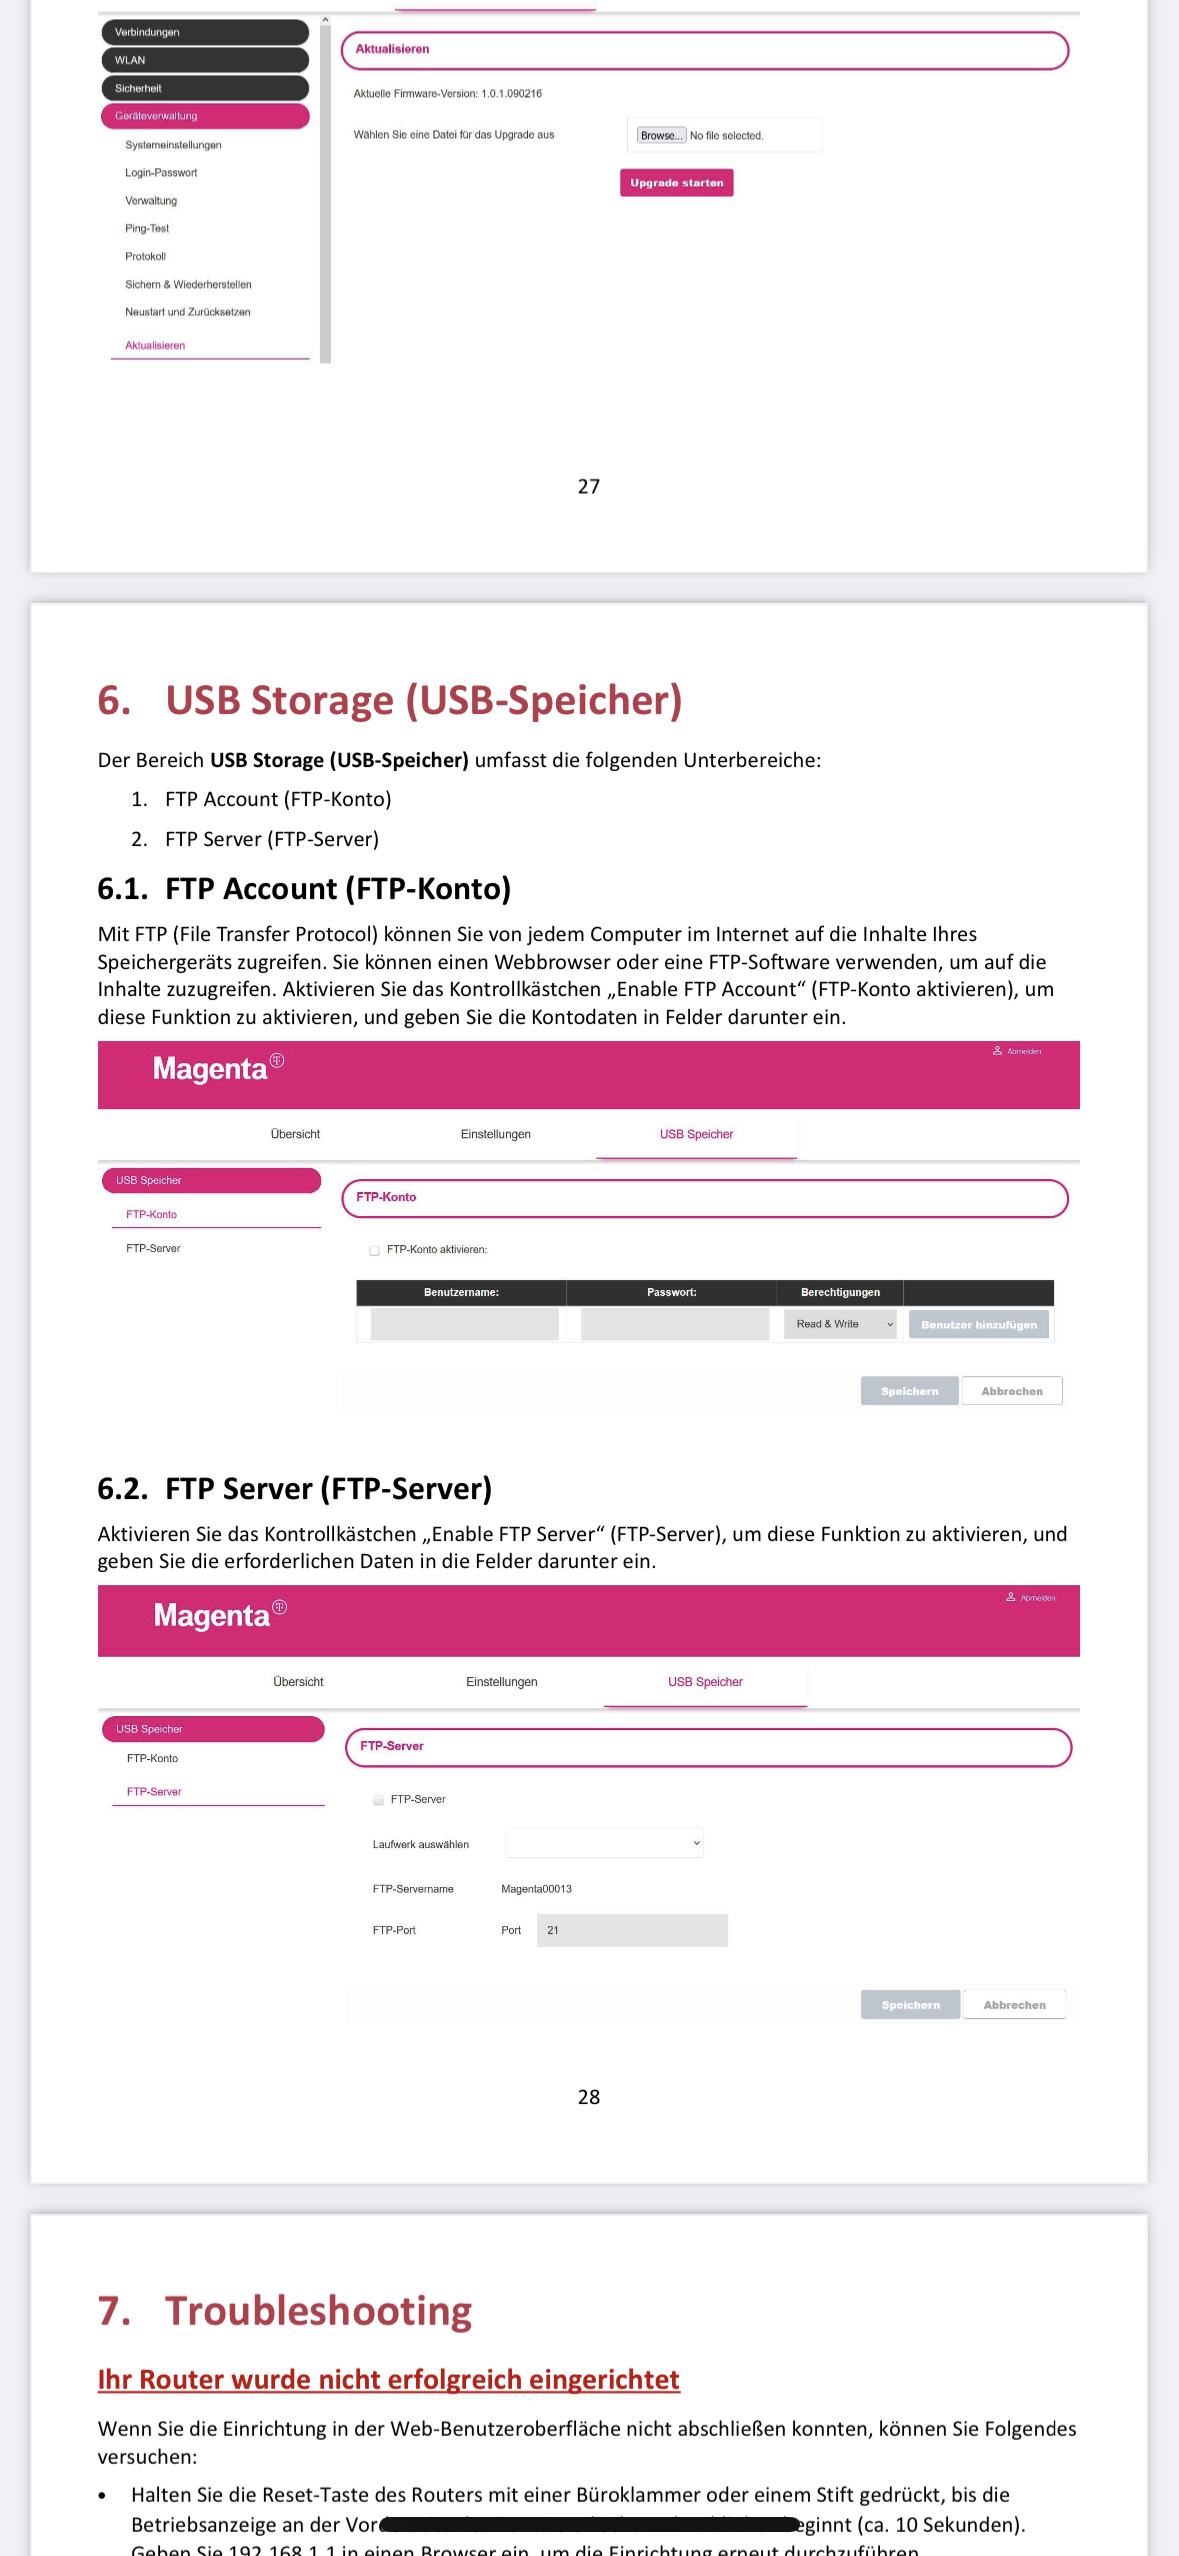 Verbindungen
WLAN
Sicherheit
Geräteverwaltung
Systemeinstellungen
Login-Passwort
Verwaltung
Ping-Test
Protokoll
Sichern & Wiederherstellen
Neustart und Zurücksetzen
Aktualisieren
Aktualisieren
Aktuelle Firmware-Version: 1.0.1.090216
Wählen Sie eine Datei für das Upgrade aus Browse... No file selected.
Upgrade starten
27
6. USB Storage (USB-Speicher)
Der Bereich USB Storage (USB-Speicher) umfasst die folgenden Unterbereiche:
1. FTP Account (FTP-Konto)
2. FTP Server (FTP-Server)
6.1. FTP Account (FTP-Konto)
Mit FTP (File Transfer Protocol) können Sie von jedem Computer im Internet auf die Inhalte Ihres
Speichergeräts zugreifen. Sie können einen Webbrowser oder eine FTP-Software verwenden, um auf die
Inhalte zuzugreifen. Aktivieren Sie das Kontrollkästchen „Enable FTP Account“ (FTP-Konto aktivieren), um
diese Funktion zu aktivieren, und geben Sie die Kontodaten in Felder darunter ein.
Magenta T
Abmelden
Übersicht Einstellungen USB Speicher
USB Speicher
FTP-Konto
FTP-Server
FTP-Konto
FTP-Konto aktivieren:
Benutzername: Passwort: Berechtigungen
Read & Write Benutzer hinzufügen
Speichern Abbrechen
6.2. FTP Server (FTP-Server)
Aktivieren Sie das Kontrollkästchen „Enable FTP Server“ (FTP-Server), um diese Funktion zu aktivieren, und
geben Sie die erforderlichen Daten in die Felder darunter ein.
Magenta T
Abmelden
Übersicht Einstellungen USB Speicher
USB Speicher
FTP-Konto
FTP-Server
FTP-Server
FTP-Server
Laufwerk auswählen
FTP-Servername Magenta00013
FTP-Port Port 21
Speichern Abbrechen
28
7. Troubleshooting
Ihr Router wurde nicht erfolgreich eingerichtet
Wenn Sie die Einrichtung in der Web-Benutzeroberfläche nicht abschließen konnten, können Sie Folgendes
versuchen:
• Halten Sie die Reset-Taste des Routers mit einer Büroklammer oder einem Stift gedrückt, bis die
Betriebsanzeige an der (ca. 10 Sekunden).
Geben Sie 192.168.1.1 in einen Browser ein, um die Einrichtung erneut durchzuführen.